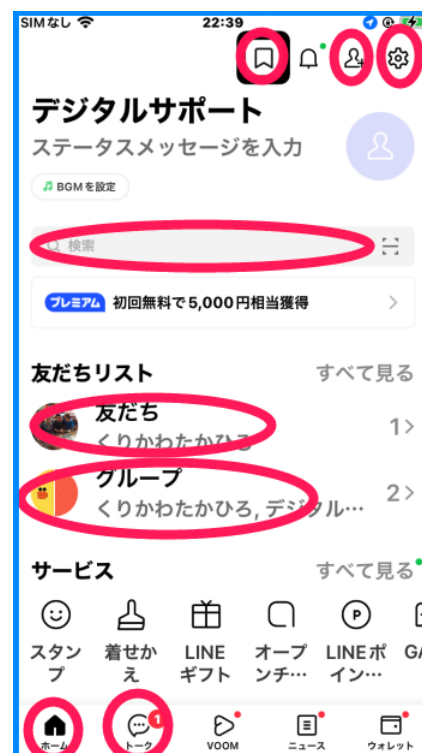 SIMなし 22:39
デジタルサポート
ステータスメッセージを入力
BGMを設定
検索
プレミアム 初回無料で5,000円相当獲得
友だちリスト すべて見る
友だち
くりかわたかひろ 1
グループ
くりかわたかひろ, デジタル… 2
サービス すべて見る
スタン 着せか LINE オープ LINEポ GA
プ え ギフト ンチ… イン…
1
ホーム トーク VOOM ニュース ウォレット